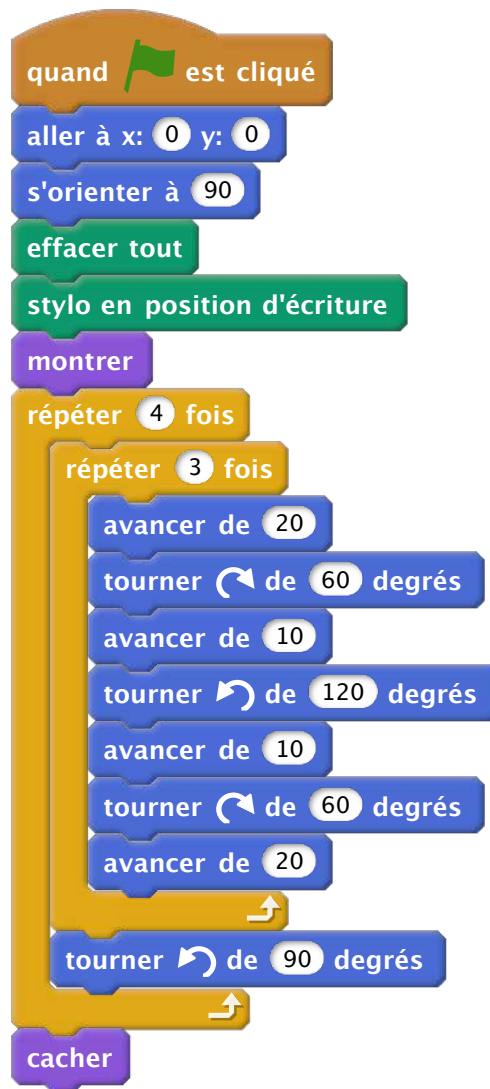 quand est cliqué
aller à x: 0 y: 0
s'orienter à 90
effacer tout
stylo en position d'écriture
montrer
répéter 4 fois
répéter 3 fois
avancer de 20
tourner de 60 degrés
avancer de 10
tourner de 120 degrés
avancer de 10
tourner de 60 degrés
avancer de 20
tourner de 90 degrés
cacher